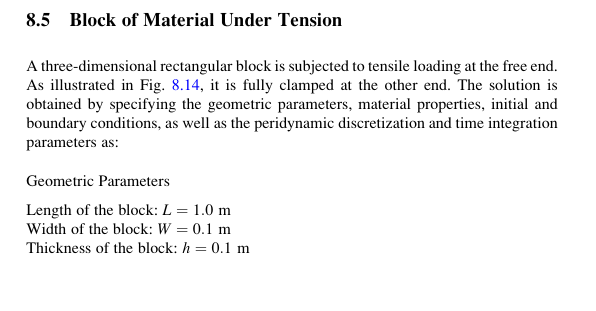 8.5 Block of Material Under Tension
A three-dimensional rectangular block is subjected to tensile loading at the free end.
As illustrated in Fig. 8.14, it is fully clamped at the other end. The solution is
obtained by specifying the geometric parameters, material properties, initial and
boundary conditions, as well as the peridynamic discretization and time integration
parameters as:
Geometric Parameters
Length of the block: L = 1.0 m
Width of the block: W = 0.1 m
Thickness of the block: h = 0.1 m